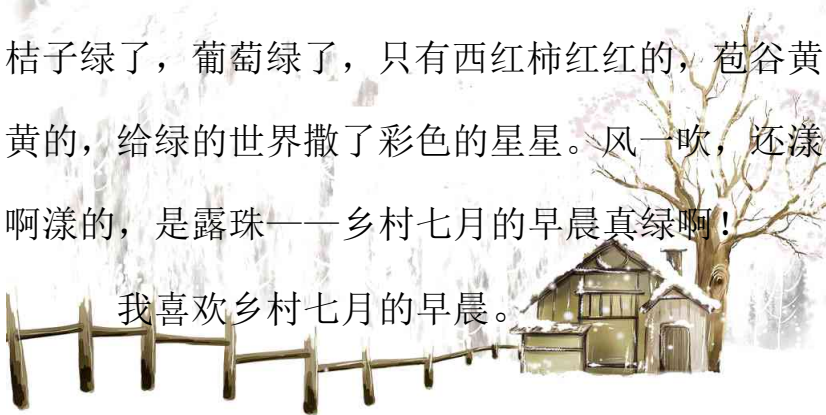 桔子绿了，葡萄绿了，只有西红柿红红的，苞谷黄
黄的，给绿的世界撒了彩色的星星。风一吹，还漾
啊漾的，是露珠——乡村七月的早晨真绿啊！
我喜欢乡村七月的早晨。